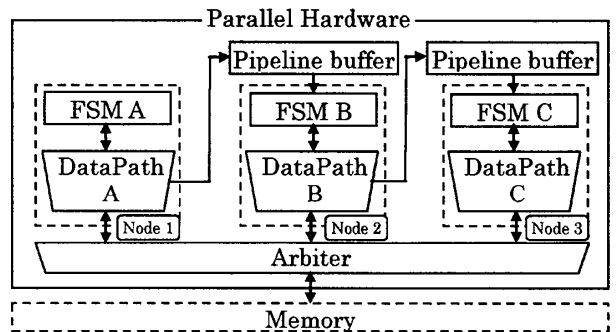 Parallel Hardware
Pipeline buffer
Pipeline buffer
FSM A
FSM B
FSM C
DataPath
A
DataPath
B
DataPath
C
Node 1
Node 2
Node 3
Arbiter
Memory